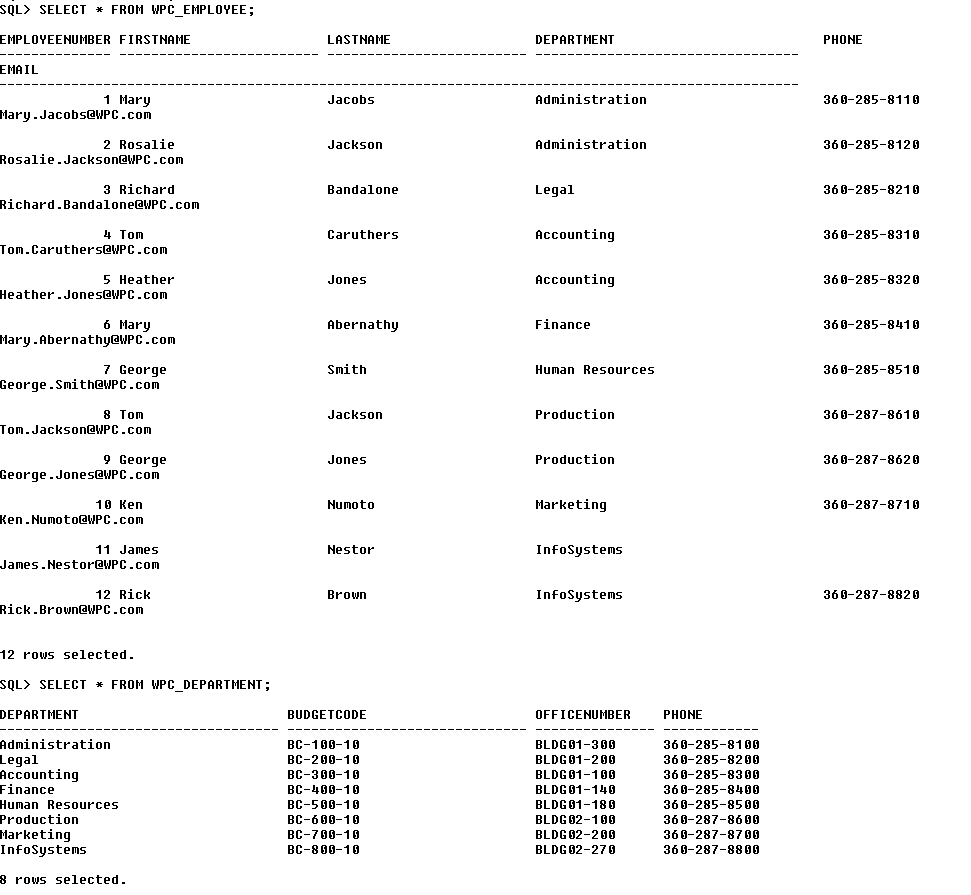 SQL> SELECT * FROM WPC_EMPLOYEE;
EMPLOYEENUMBER FIRSTNAME LASTNAME DEPARTMENT PHONE
EMAIL
1 Mary Jacobs Administration 360-285-8110
Mary.Jacobs@WPC.com
2 Rosalie Jackson Administration 360-285-8120
Rosalie.Jackson@WPC.com
3 Richard Bandalone Legal 360-285-8210
Richard.Bandalone@WPC.com
4 Tom Caruthers Accounting 360-285-8310
Tom.Caruthers@WPC.com
5 Heather Jones Accounting 360-285-8320
Heather.Jones@WPC.com
6 Mary Abernathy Finance 360-285-8410
Mary.Abernathy@WPC.com
7 George Smith Human Resources 360-285-8510
George.Smith@WPC.com
8 Tom Jackson Production 360-287-8610
Tom.Jackson@WPC.com
9 George Jones Production 360-287-8620
George.Jones@WPC.com
10 Ken Numoto Marketing 360-287-8710
Ken.Numoto@WPC.com
11 James Nestor InfoSystems
James.Nestor@WPC.com
12 Rick Brown InfoSystems 360-287-8820
Rick.Brown@WPC.com
12 rows selected.
SQL> SELECT * FROM WPC_DEPARTMENT;
DEPARTMENT BUDGETCODE OFFICENUMBER PHONE
Administration BC-100-10 BLDG01-300 360-285-8100
Legal BC-200-10 BLDG01-200 360-285-8200
Accounting BC-300-10 BLDG01-100 360-285-8300
Finance BC-400-10 BLDG01-140 360-285-8400
Human Resources BC-500-10 BLDG01-180 360-285-8500
Production BC-600-10 BLDG02-100 360-287-8600
Marketing BC-700-10 BLDG02-200 360-287-8700
InfoSystems BC-800-10 BLDG02-270 360-287-8800
8 rows selected.